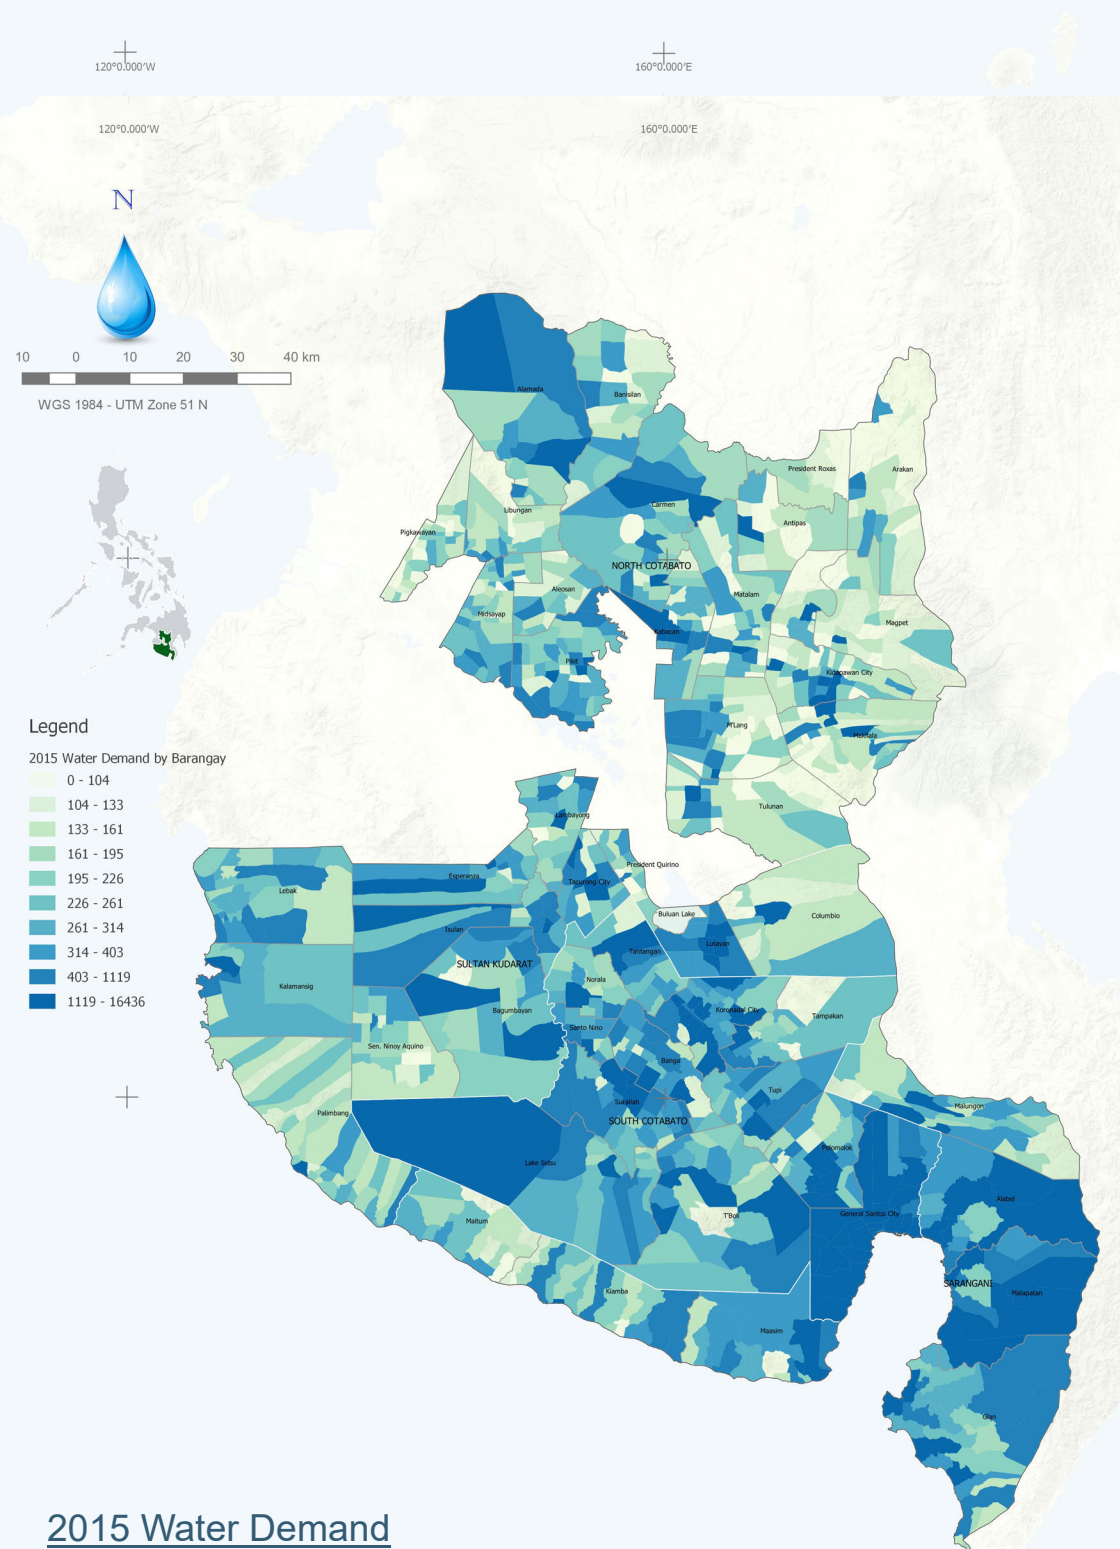 120°0.000′W
160°0.000′E
120°0.000′W
160°0.000′E
N
10 0 10 20 30 40 km
WGS 1984 - UTM Zone 51 N
Alamada
Banisilan
President Roxas
Arakan
Carmen
Libungan
Antipas
Pigkawayan
NORTH COTABATO
Aleosan
Matalam
Midsayap
Magpet
Kabacan
Pikit
Kidapawan City
M'Lang
Makilala
Tulunan
Legend
2015 Water Demand by Barangay
0 - 104
104 - 133
133 - 161
161 - 195
195 - 226
226 - 261
261 - 314
314 - 403
403 - 1119
1119 - 16436
Lambayong
President Quirino
Esperanza
Tacurong City
Lebak
Buluan Lake
Columbio
Isulan
Lutayan
Tantangan
SULTAN KUDARAT
Norala
Kalamansig
Bagumbayan
Koronadal City
Tampakan
Santo Nino
Sen. Ninoy Aquino
Banga
Tupi
Surallah
Malungon
Palimbang
SOUTH COTABATO
Polomolok
Lake Sebu
Alabel
T'Boli
General Santos City
Maitum
SARANGANI
Kiamba
Malapatan
Maasim
Glan
2015 Water Demand